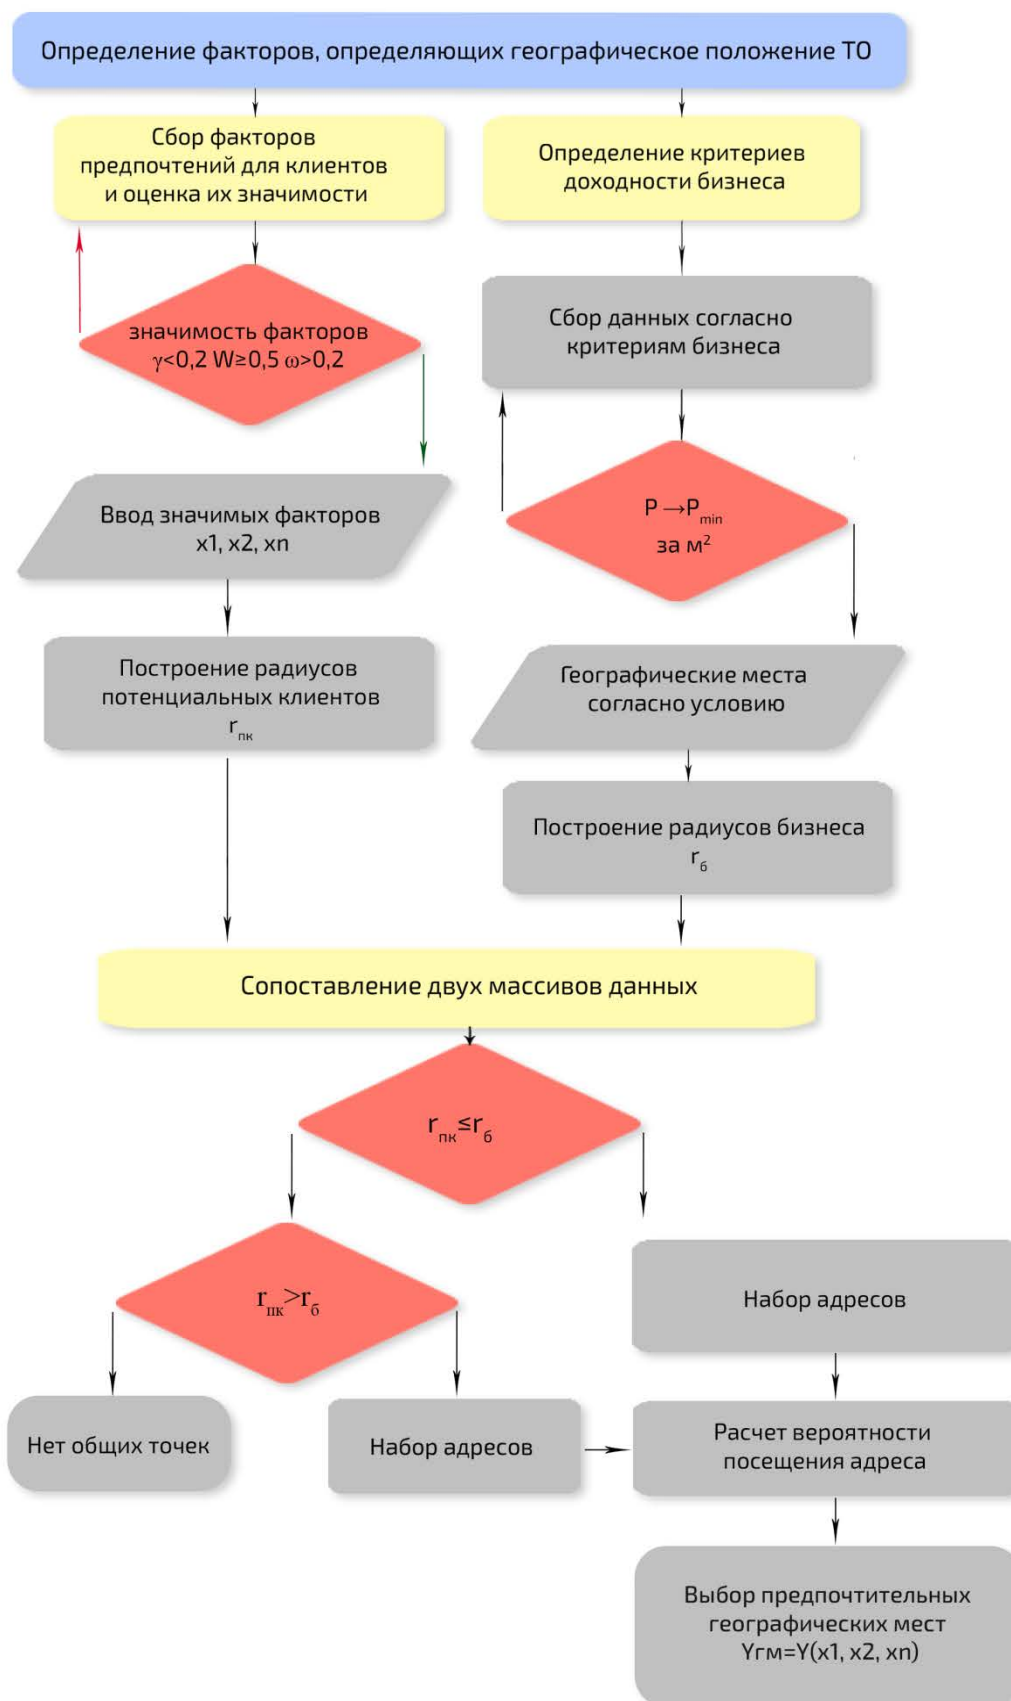 Определение факторов, определяющих географическое положение ТО
Сбор факторов
предпочтений для клиентов
и оценка их значимости
Определение критериев
доходности бизнеса
значимость факторов
γ<0,2 W≥0,5 ω>0,2
Сбор данных согласно
критериям бизнеса
Ввод значимых факторов
x1, x2, xn
P→Pmin
за м²
Построение радиусов
потенциальных клиентов
rпк
Географические места
согласно условию
Построение радиусов бизнеса
rб
Сопоставление двух массивов данных
rпк≤rб
rпк>rб
Набор адресов
Нет общих точек
Набор адресов
Расчет вероятности
посещения адреса
Выбор предпочтительных
географических мест
Yгм=Y(x1, x2, xn)